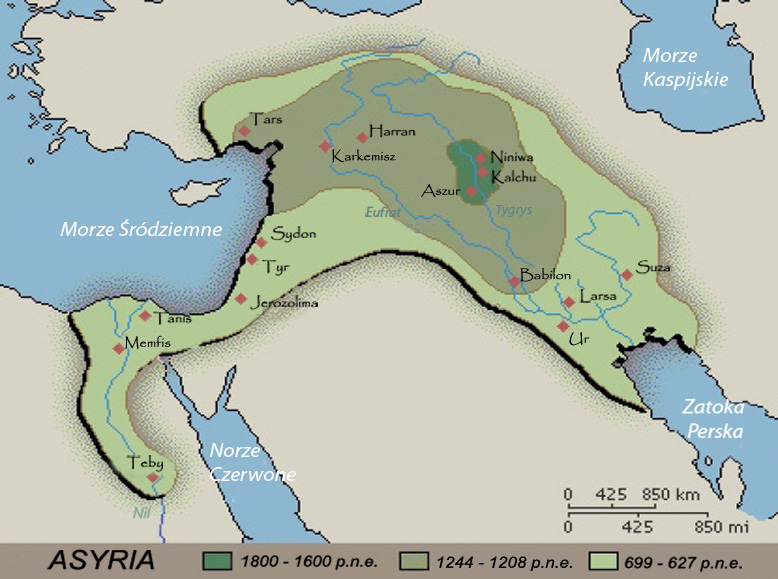 Morze
Kaspijskie
Tars
Harran
Karkemisz
Niniwa
Kalchu
Aszur
Eufrat
Tygrys
Morze Śródziemne
Sydon
Tyr
Babilon
Suza
Jerozolima
Larsa
Tanis
Ur
Memfis
Zatoka
Perska
Norze
Czerwone
Teby
Nil
0 425 850 km
0 425 850 mi
ASYRIA
1800 - 1600 p.n.e.
1244 - 1208 p.n.e.
699 - 627 p.n.e.